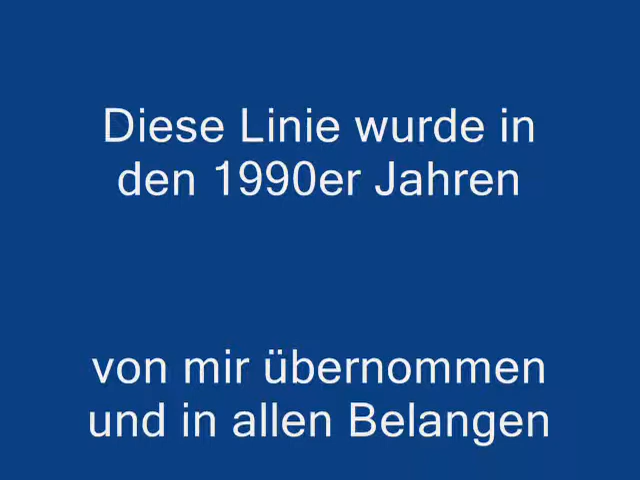 Diese Linie wurde in
den 1990er Jahren
von mir übernommen
und in allen Belangen